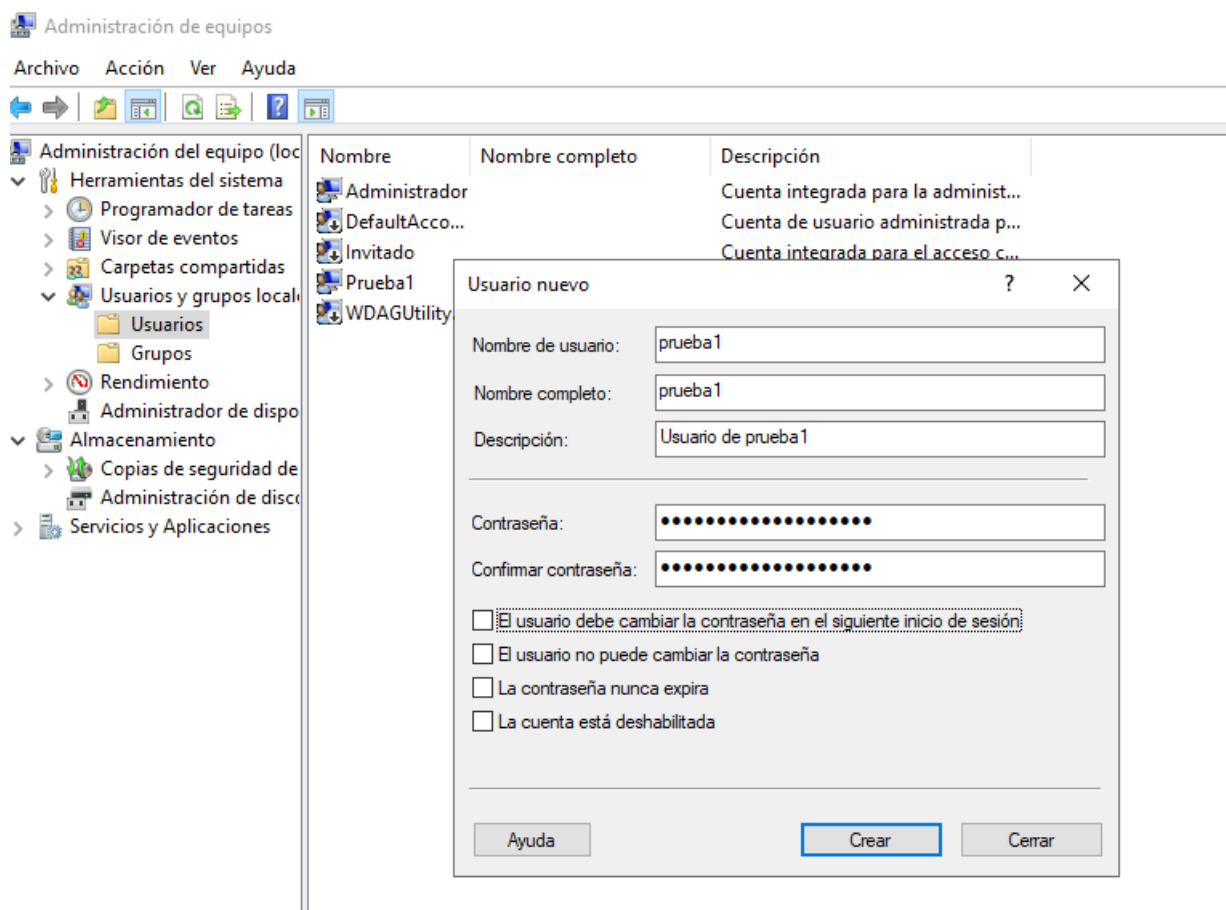 Administración de equipos
Archivo Acción Ver Ayuda
Administración del equipo (loc
Herramientas del sistema
Programador de tareas
Visor de eventos
Carpetas compartidas
Usuarios y grupos locale
Usuarios
Grupos
Rendimiento
Administrador de dispo
Almacenamiento
Copias de seguridad de
Administración de disco
Servicios y Aplicaciones
Nombre Nombre completo Descripción
Administrador Cuenta integrada para la administ...
DefaultAcco... Cuenta de usuario administrada p...
Invitado Cuenta integrada para el acceso c...
Prueba1
WDAGUtility
Usuario nuevo ?
Nombre de usuario: prueba1
Nombre completo: prueba1
Descripción: Usuario de prueba1
Contraseña: •••••••••••••••••••
Confirmar contraseña: •••••••••••••••••••
El usuario debe cambiar la contraseña en el siguiente inicio de sesión
El usuario no puede cambiar la contraseña
La contraseña nunca expira
La cuenta está deshabilitada
Ayuda Crear Cerrar